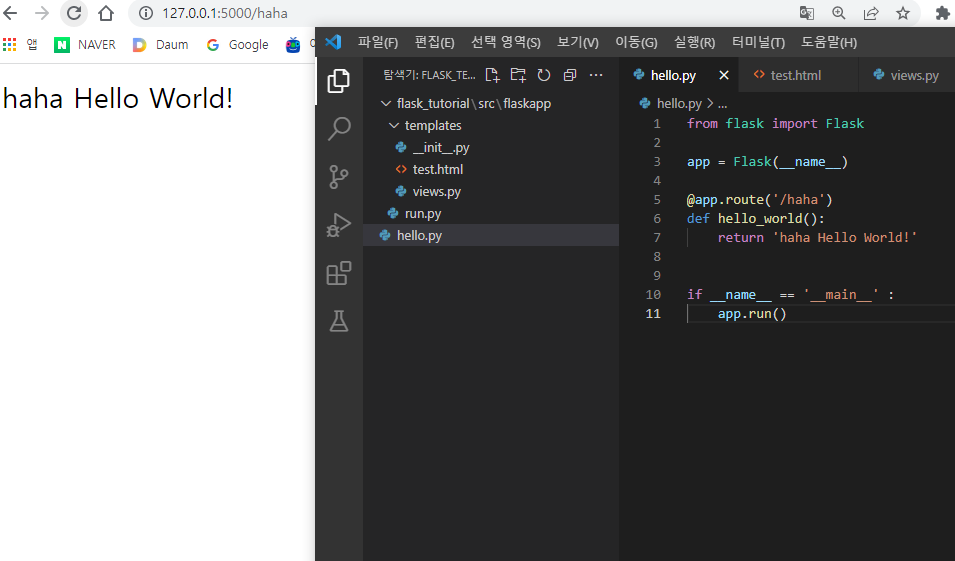 127.0.0.1:5000/haha
앱 NAVER Daum Google
haha Hello World!
파일(F) 편집(E) 선택 영역(S) 보기(V) 이동(G) 실행(R) 터미널(T) 도움말(H)
탐색기: FLASK_TE...
flask_tutorial\src\flaskapp
templates
__init__.py
test.html
views.py
run.py
hello.py
hello.py test.html views.py
hello.py > ...
1 from flask import Flask
2
3 app = Flask(__name__)
4
5 @app.route('/haha')
6 def hello_world():
7 return 'haha Hello World!'
8
9
10 if __name__ == '__main__' :
11 app.run()